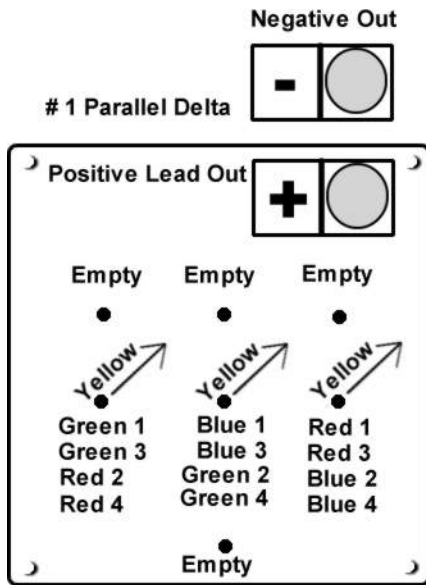 Negative Out
-
# 1 Parallel Delta
Positive Lead Out
+
Empty Empty Empty
Yellow Yellow Yellow
Green 1
Green 3
Red 2
Red 4
Blue 1
Blue 3
Green 2
Green 4
Red 1
Red 3
Blue 2
Blue 4
Empty